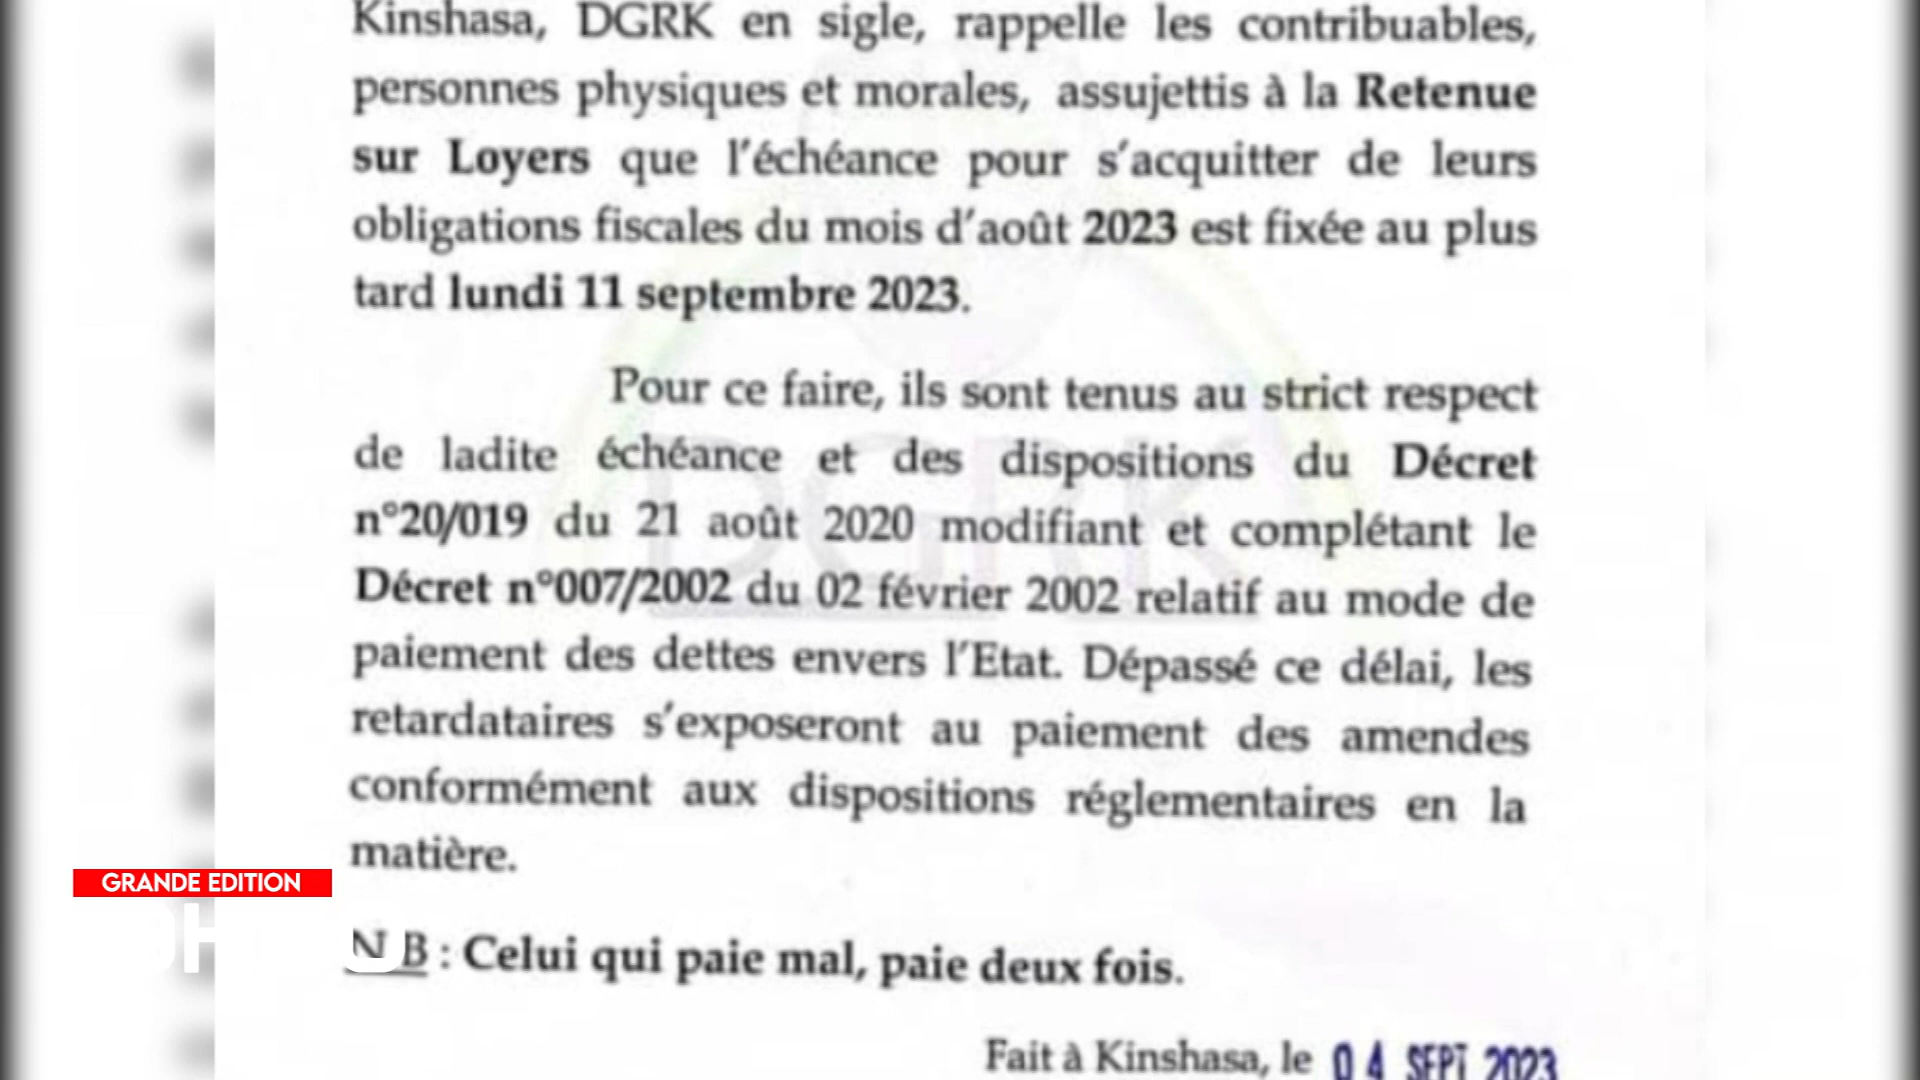 Kinshasa, DGRK en sigle, rappelle les contribuables,
personnes physiques et morales, assujettis à la Retenue
sur Loyers que l'échéance pour s'acquitter de leurs
obligations fiscales du mois d'août 2023 est fixée au plus
tard lundi 11 septembre 2023.
Pour ce faire, ils sont tenus au strict respect
de ladite échéance et des dispositions du Décret
n°20/019 du 21 août 2020 modifiant et complétant le
Décret n°007/2002 du 02 février 2002 relatif au mode de
paiement des dettes envers l'Etat. Dépassé ce délai, les
retardataires s'exposeront au paiement des amendes
conformément aux dispositions réglementaires en la
matière.
GRANDE EDITION
N B : Celui qui paie mal, paie deux fois.
Fait à Kinshasa, le 04 SEPT 2023
DGRK